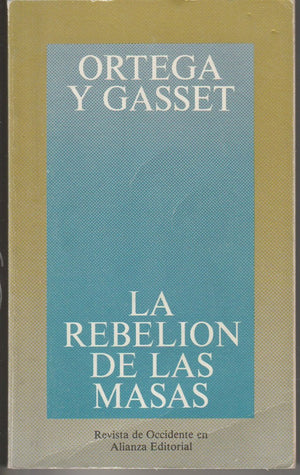 ORTEGA
Y GASSET
LA
REBELION
DE LAS
MASAS
Revista de Occidente en
Alianza Editorial